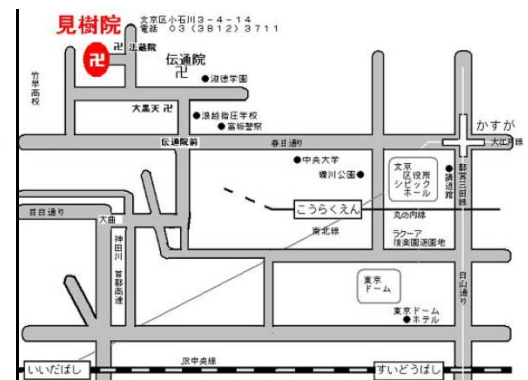 見樹院
文京区小石川3-4-14
電話 03(3812)3711
卍
卍 法蔵院
伝通院
卍
竹早高校
●淑徳学園
大黒天 卍
●浪越指圧学校
●富坂警察
かすが
伝通院前
春日通り
大江戸線
●中央大学
礫川公園●
文京
区役所
シビック
ホール
●講道館
都営三田線
こうらくえん
目白通り
大曲
丸の内線
南北線
ラクーア
後楽園遊園地
神田川
首都高速
白山通り
東京
ドーム
東京ドーム
●ホテル
JR中央線
いいだばし
すいどうばし